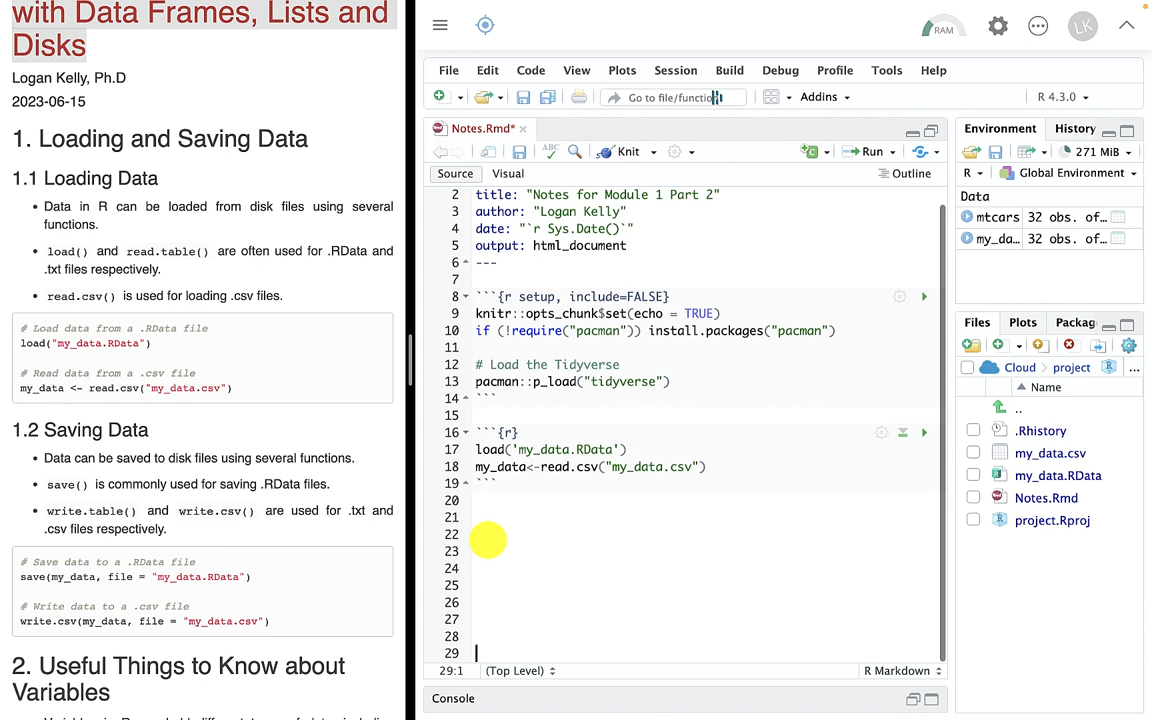 with Data Frames, Lists and
Disks
Logan Kelly, Ph.D
2023-06-15
1. Loading and Saving Data
1.1 Loading Data
• Data in R can be loaded from disk files using several
functions.
• load() and read.table() are often used for .RData and
.txt files respectively.
• read.csv() is used for loading .csv files.
# Load data from a .RData file
load("my_data.RData")
# Read data from a .csv file
my_data <- read.csv("my_data.csv")
1.2 Saving Data
• Data can be saved to disk files using several functions.
• save() is commonly used for saving .RData files.
• write.table() and write.csv() are used for .txt and
.csv files respectively.
# Save data to a .RData file
save(my_data, file = "my_data.RData")
# Write data to a .csv file
write.csv(my_data, file = "my_data.csv")
2. Useful Things to Know about
Variables
RAM
LK
File Edit Code View Plots Session Build Debug Profile Tools Help
Go to file/function
Addins
R 4.3.0
Notes.Rmd*
ABC
Knit
Run
Source Visual
Outline
2 title: "Notes for Module 1 Part 2"
3 author: "Logan Kelly"
4 date: "`r Sys.Date()`"
5 output: html_document
6 ---
7
8 ```{r setup, include=FALSE}
9 knitr::opts_chunk$set(echo = TRUE)
10 if (!require("pacman")) install.packages("pacman")
11
12 # Load the Tidyverse
13 pacman::p_load("tidyverse")
14 ```
15
16 ```{r}
17 load('my_data.RData')
18 my_data<-read.csv("my_data.csv")
19 ```
20
21
22
23
24
25
26
27
28
29
29:1 (Top Level) R Markdown
Console
Environment History
271 MiB
R Global Environment
Data
mtcars 32 obs. of…
my_da… 32 obs. of…
Files Plots Packag
Cloud project ...
Name
..
.Rhistory
my_data.csv
my_data.RData
Notes.Rmd
project.Rproj